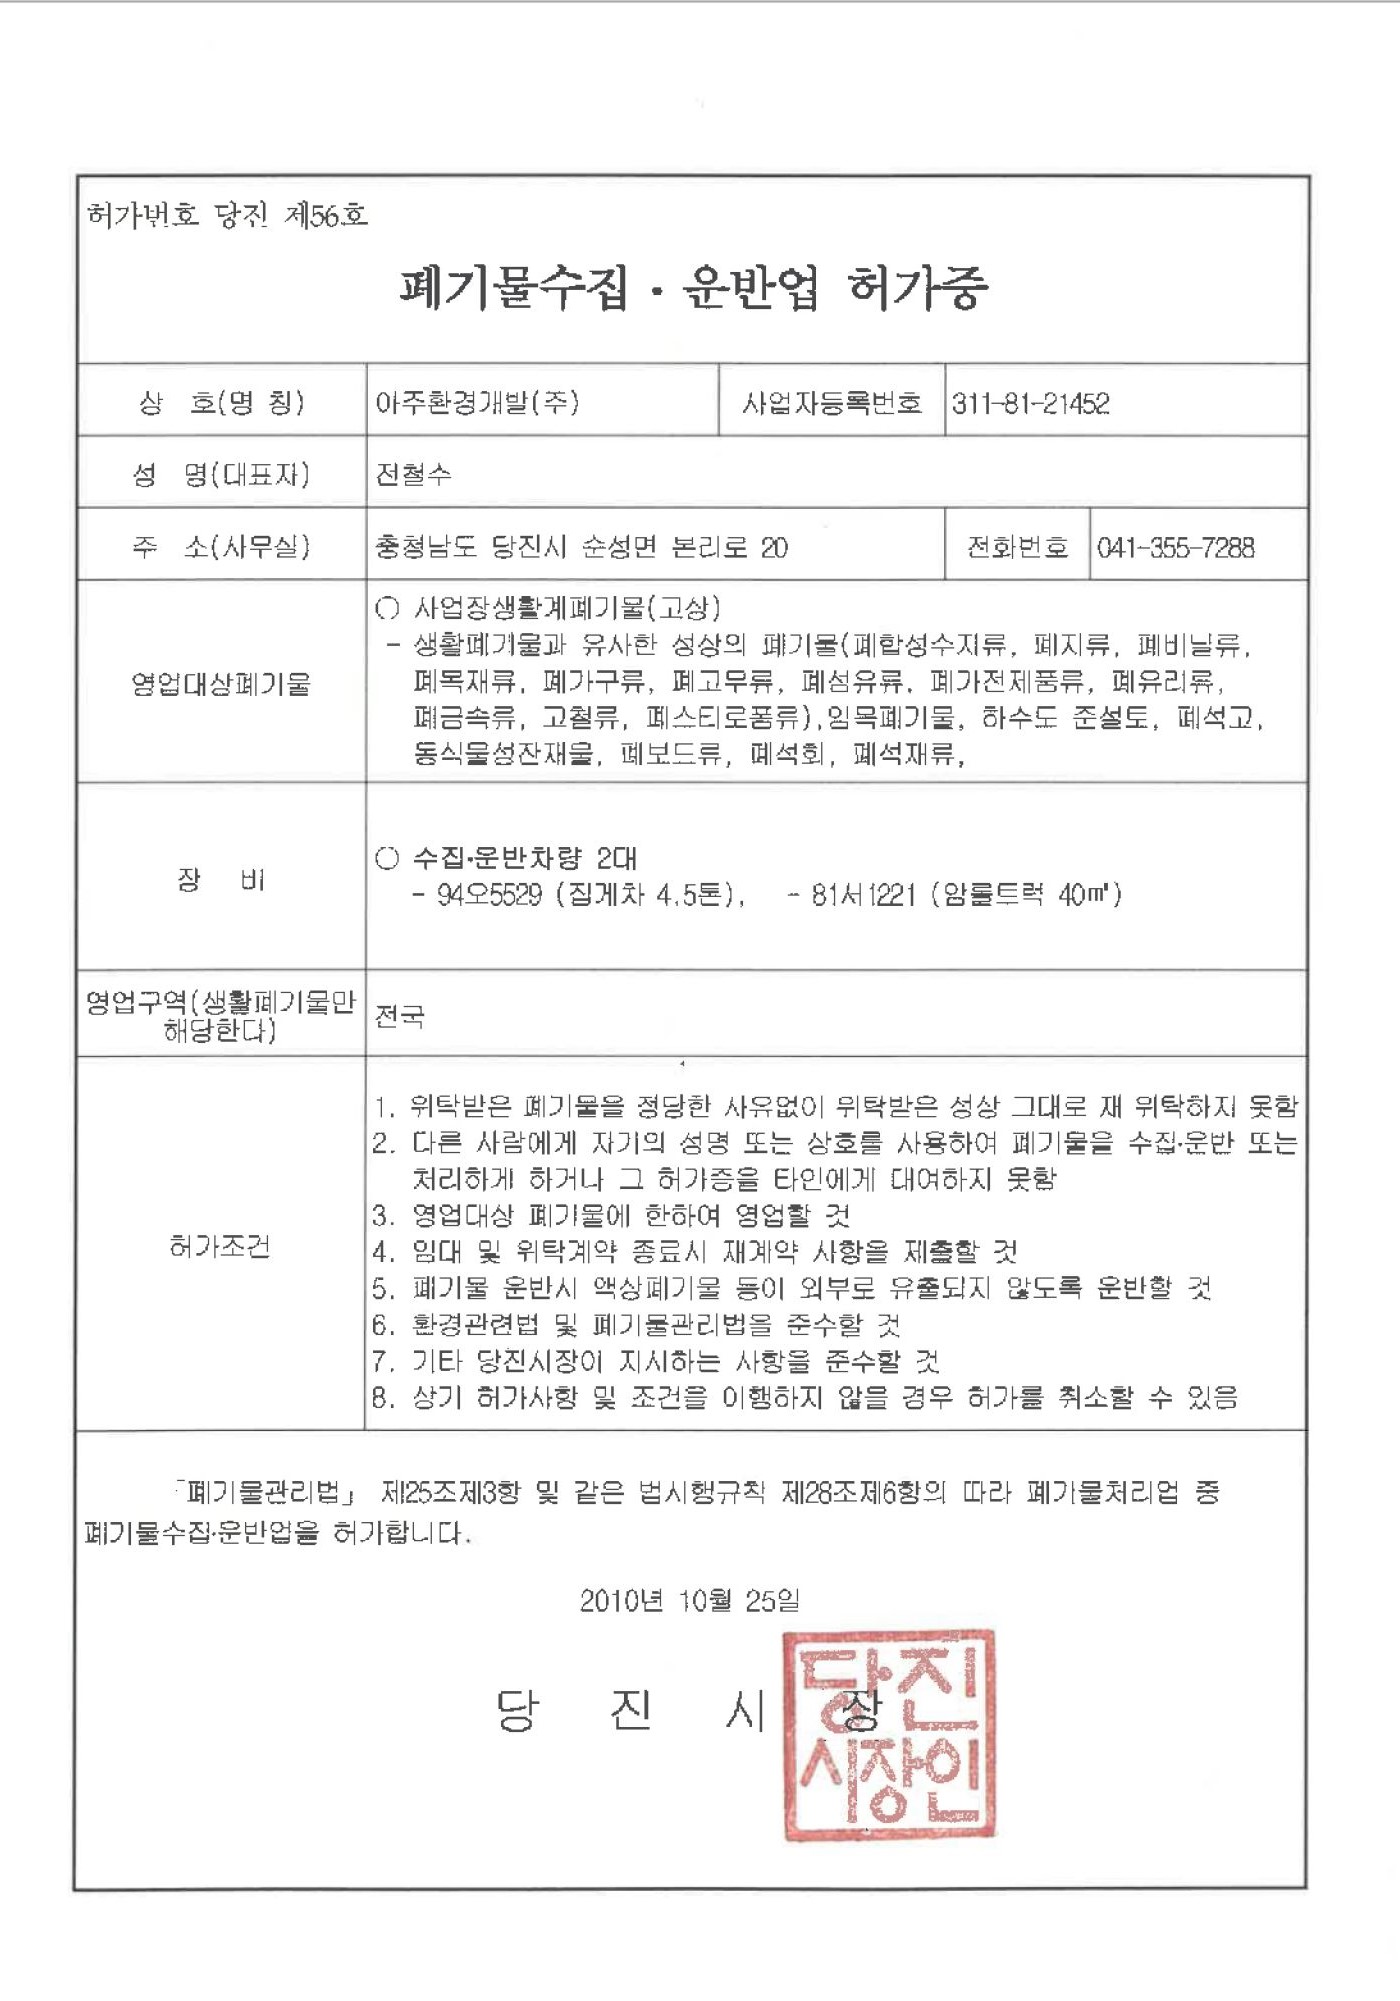 허가번호 당진 제56호
폐기물수집 · 운반업 허가증
상 호(명 칭) 아주환경개발(주) 사업자등록번호 311-81-21452
성 명(대표자) 전철수
주 소(사무실) 충청남도 당진시 순성면 본리로 20 전화번호 041-355-7288
영업대상폐기물
○ 사업장생활계폐기물(고상)
- 생활폐기물과 유사한 성상의 폐기물(폐합성수지류, 폐지류, 폐비닐류,
폐목재류, 폐가구류, 폐고무류, 폐섬유류, 폐가전제품류, 폐유리류,
폐금속류, 고철류, 폐스티로폼류),임목폐기물, 하수도 준설토, 폐석고,
동식물성잔재물, 폐보드류, 폐석회, 폐석재류,
장 비
○ 수집·운반차량 2대
- 94오5529 (집게차 4.5톤), - 81서1221 (암롤트럭 40㎥)
영업구역(생활폐기물만
해당한다)
전국
허가조건
1. 위탁받은 폐기물을 정당한 사유없이 위탁받은 성상 그대로 재 위탁하지 못함
2. 다른 사람에게 자기의 성명 또는 상호를 사용하여 폐기물을 수집·운반 또는
처리하게 하거나 그 허가증을 타인에게 대여하지 못함
3. 영업대상 폐기물에 한하여 영업할 것
4. 임대 및 위탁계약 종료시 재계약 사항을 제출할 것
5. 폐기물 운반시 액상폐기물 등이 외부로 유출되지 않도록 운반할 것
6. 환경관련법 및 폐기물관리법을 준수할 것
7. 기타 당진시장이 지시하는 사항을 준수할 것
8. 상기 허가사항 및 조건을 이행하지 않을 경우 허가를 취소할 수 있음
「폐기물관리법」 제25조제3항 및 같은 법시행규칙 제28조제6항의 따라 폐기물처리업 중
폐기물수집·운반업을 허가합니다.
2010년 10월 25일
당 진 시 장
당진
시장인